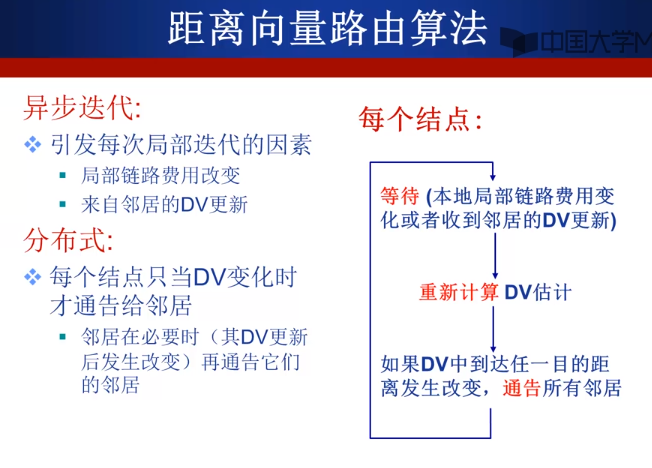 距离向量路由算法
中国大学M
异步迭代:
引发每次局部迭代的因素
局部链路费用改变
来自邻居的DV更新
分布式:
每个结点只当DV变化时
才通告给邻居
邻居在必要时（其DV更新
后发生改变）再通告它们
的邻居
每个结点:
等待 (本地局部链路费用变
化或者收到邻居的DV更新)
重新计算 DV估计
如果DV中到达任一目的距
离发生改变，通告所有邻居